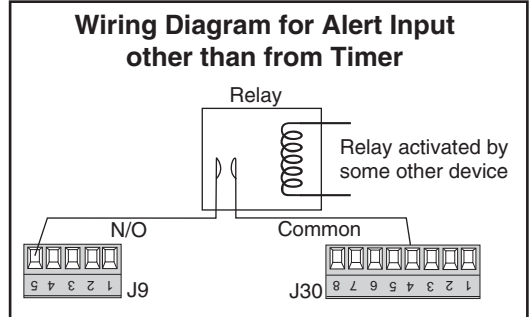 Wiring Diagram for Alert Input
other than from Timer
Relay
Relay activated by
some other device
N/O
Common
5 4 3 2 1
J9
8 7 6 5 4 3 2 1
J30